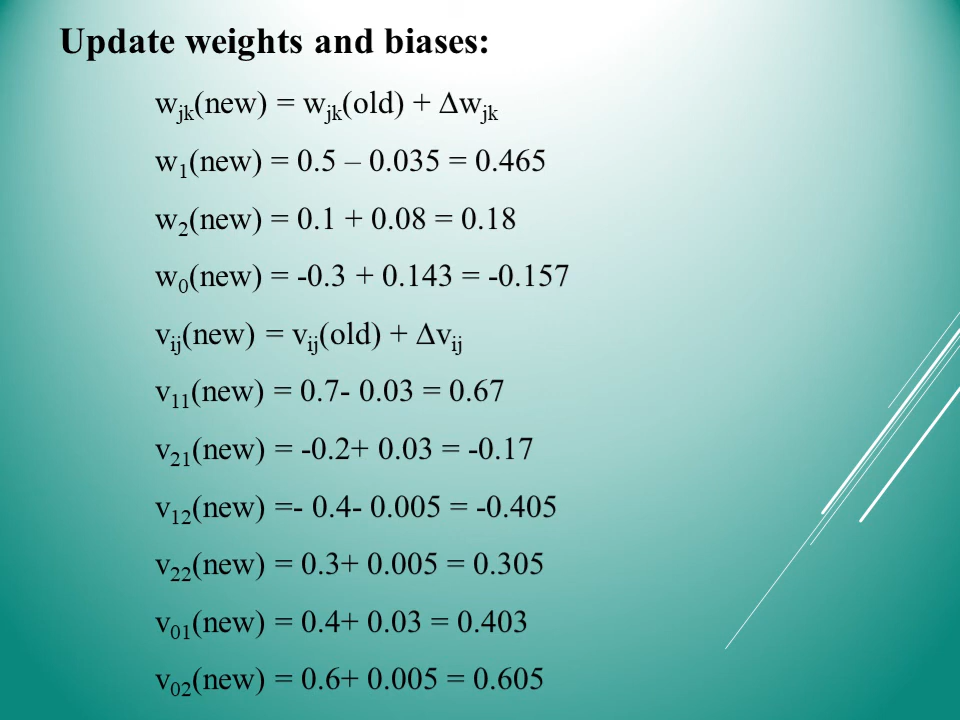 Update weights and biases:
wjk(new) = wjk(old) + Δwjk
w1(new) = 0.5 – 0.035 = 0.465
w2(new) = 0.1 + 0.08 = 0.18
w0(new) = -0.3 + 0.143 = -0.157
vij(new) = vij(old) + Δvij
v11(new) = 0.7- 0.03 = 0.67
v21(new) = -0.2+ 0.03 = -0.17
v12(new) =- 0.4- 0.005 = -0.405
v22(new) = 0.3+ 0.005 = 0.305
v01(new) = 0.4+ 0.03 = 0.403
v02(new) = 0.6+ 0.005 = 0.605